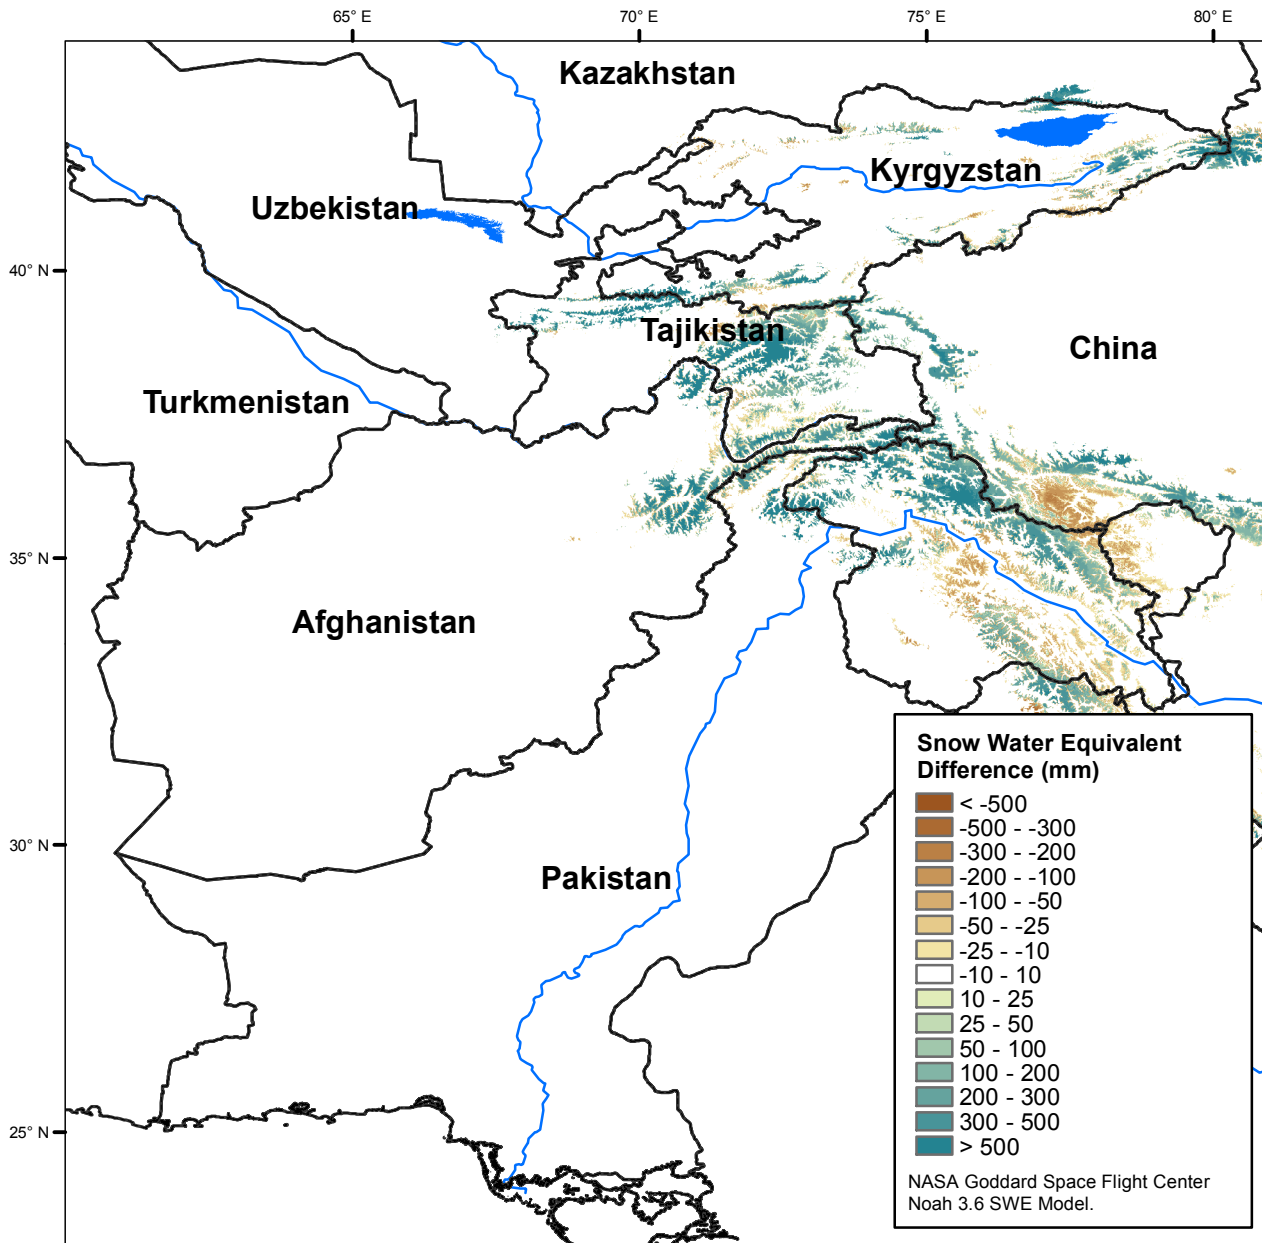 65° E
70° E
75° E
80° E
Kazakhstan
Kyrgyzstan
Uzbekistan
40° N
Tajikistan
China
Turkmenistan
35° N
Afghanistan
30° N
Pakistan
25° N
Snow Water Equivalent
Difference (mm)
< -500
-500 - -300
-300 - -200
-200 - -100
-100 - -50
-50 - -25
-25 - -10
-10 - 10
10 - 25
25 - 50
50 - 100
100 - 200
200 - 300
300 - 500
> 500
NASA Goddard Space Flight Center
Noah 3.6 SWE Model.